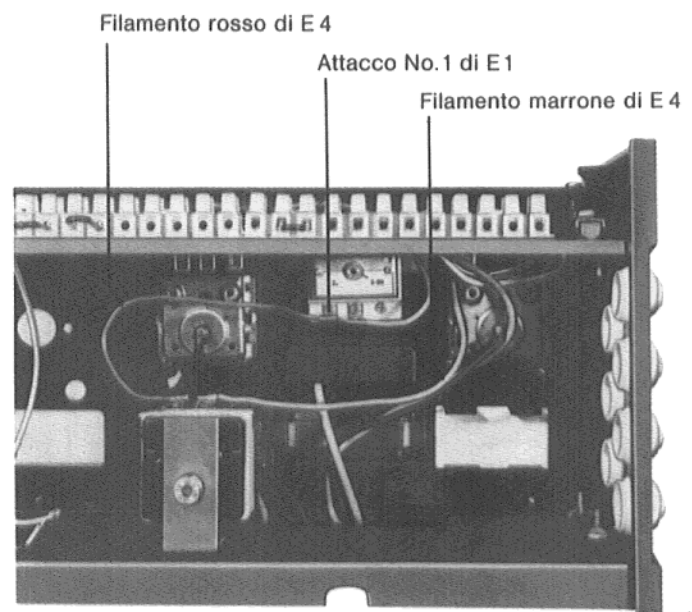 Filamento rosso di E 4
Attacco No. 1 di E 1
Filamento marrone di E 4